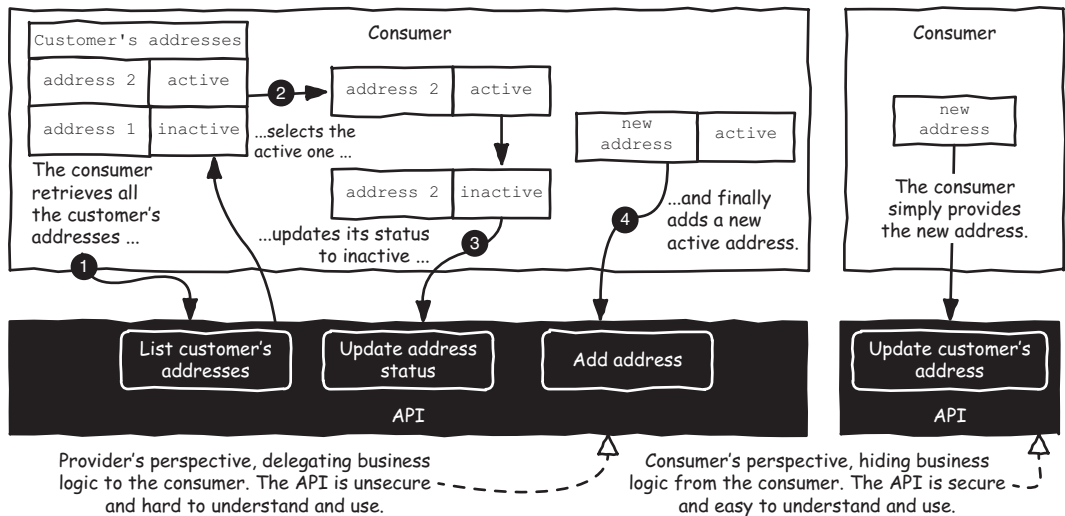 Consumer
Customer's addresses
address 2 active
address 1 inactive
The consumer
retrieves all
the customer's
addresses ...
1
2
...selects the
active one ...
address 2 active
address 2 inactive
...updates its status
to inactive ...
3
new
address
active
4
...and finally
adds a new
active address.
List customer's
addresses
Update address
status
Add address
API
Provider's perspective, delegating business
logic to the consumer. The API is unsecure
and hard to understand and use.
Consumer
new
address
The consumer
simply provides
the new address.
Update customer's
address
API
Consumer's perspective, hiding business
logic from the consumer. The API is secure
and easy to understand and use.